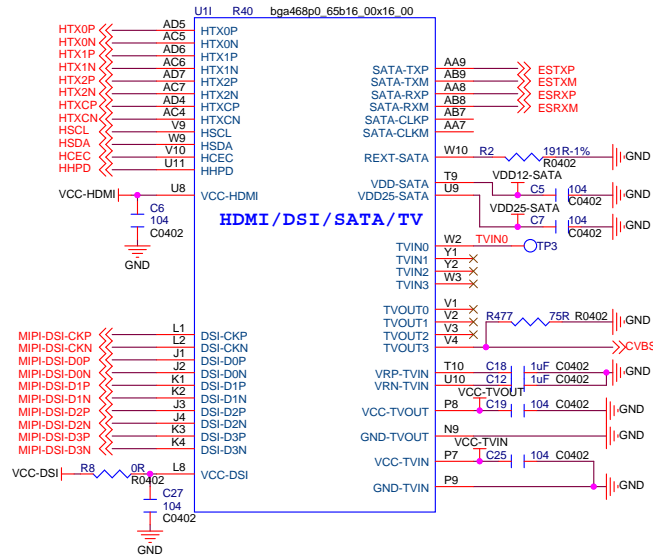 U1I R40 bga468p0_65b16_00x16_00
HTX0P AD5 HTX0P
HTX0N AC5 HTX0N
HTX1P AD6 HTX1P
HTX1N AC6 HTX1N
HTX2P AD7 HTX2P
HTX2N AC7 HTX2N
HTXCP AD4 HTXCP
HTXCN AC4 HTXCN
HSCL V9 HSCL
HSDA W9 HSDA
HCEC V10 HCEC
HHPD U11 HHPD
VCC-HDMI U8 VCC-HDMI
C6
104
C0402
GND
HDMI/DSI/SATA/TV
MIPI-DSI-CKP L1 DSI-CKP
MIPI-DSI-CKN L2 DSI-CKN
MIPI-DSI-D0P J1 DSI-D0P
MIPI-DSI-D0N J2 DSI-D0N
MIPI-DSI-D1P K1 DSI-D1P
MIPI-DSI-D1N K2 DSI-D1N
MIPI-DSI-D2P J3 DSI-D2P
MIPI-DSI-D2N J4 DSI-D2N
MIPI-DSI-D3P K3 DSI-D3P
MIPI-DSI-D3N K4 DSI-D3N
VCC-DSI R8 0R R0402 L8 VCC-DSI
C27
104
C0402
GND
SATA-TXP AA9 ESTXP
SATA-TXM AB9 ESTXM
SATA-RXP AA8 ESRXP
SATA-RXM AB8 ESRXM
SATA-CLKP AB7
SATA-CLKM AA7
REXT-SATA W10 R2 191R-1% R0402 GND
VDD12-SATA
VDD-SATA T9 C5 104 C0402 GND
VDD25-SATA U9
VDD25-SATA
C7 104 C0402 GND
TVIN0 W2 TVIN0 TP3
TVIN1 Y1
TVIN2 Y2
TVIN3 W3
TVOUT0 V1
TVOUT1 V2
TVOUT2 V3
TVOUT3 V4
R477 75R R0402 GND
CVBS
VRP-TVIN T10 C18 1uF C0402 GND
VRN-TVIN U10 C12 1uF C0402
VCC-TVOUT
VCC-TVOUT P8 C19 104 C0402 GND
GND-TVOUT N9 GND
VCC-TVIN
VCC-TVIN P7 C25 104 C0402
GND-TVIN P9 GND